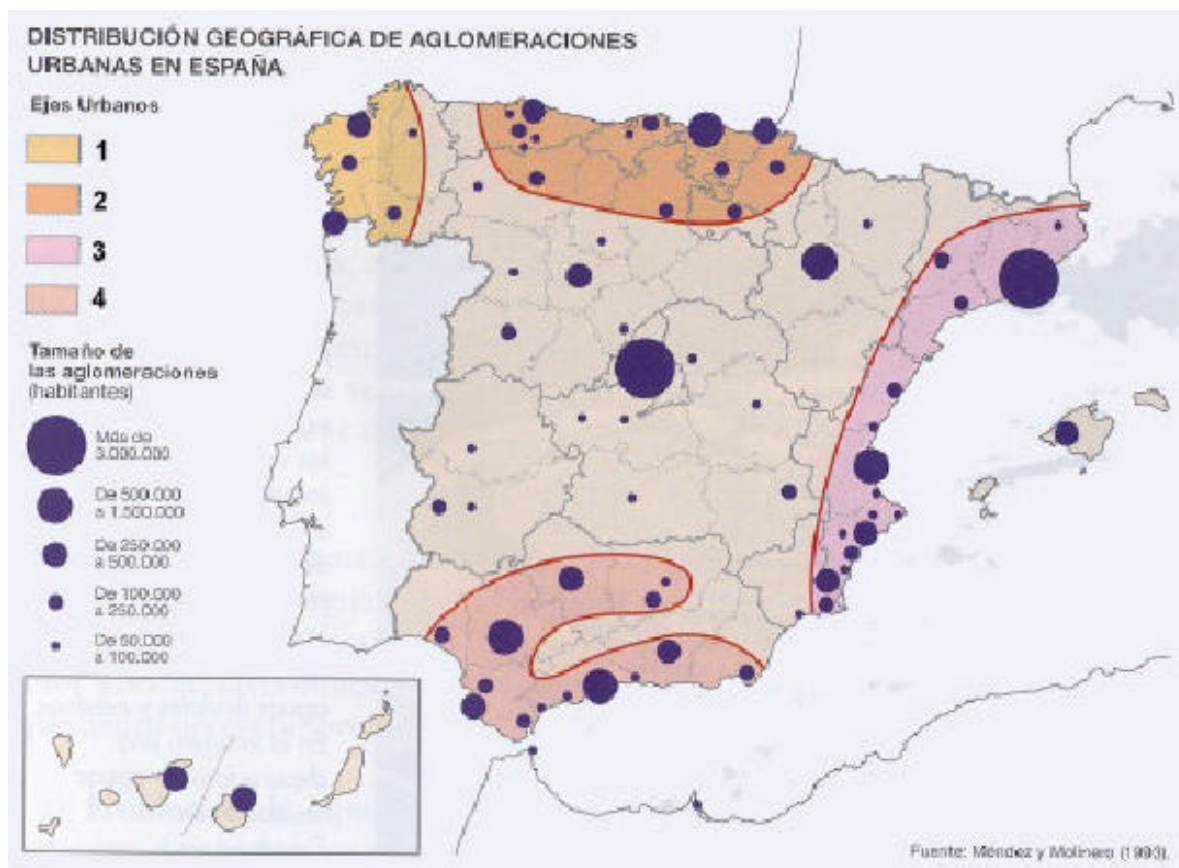 DISTRIBUCIÓN GEOGRÁFICA DE AGLOMERACIONES
URBANAS EN ESPAÑA
Ejes Urbanos
1
2
3
4
Tamaño de
las aglomeraciones
(habitantes)
Más de
3.000.000
De 500.000
a 1.500.000
De 250.000
a 500.000
De 100.000
a 250.000
De 50.000
a 100.000
Fuente: Méndez y Molinero (1993).